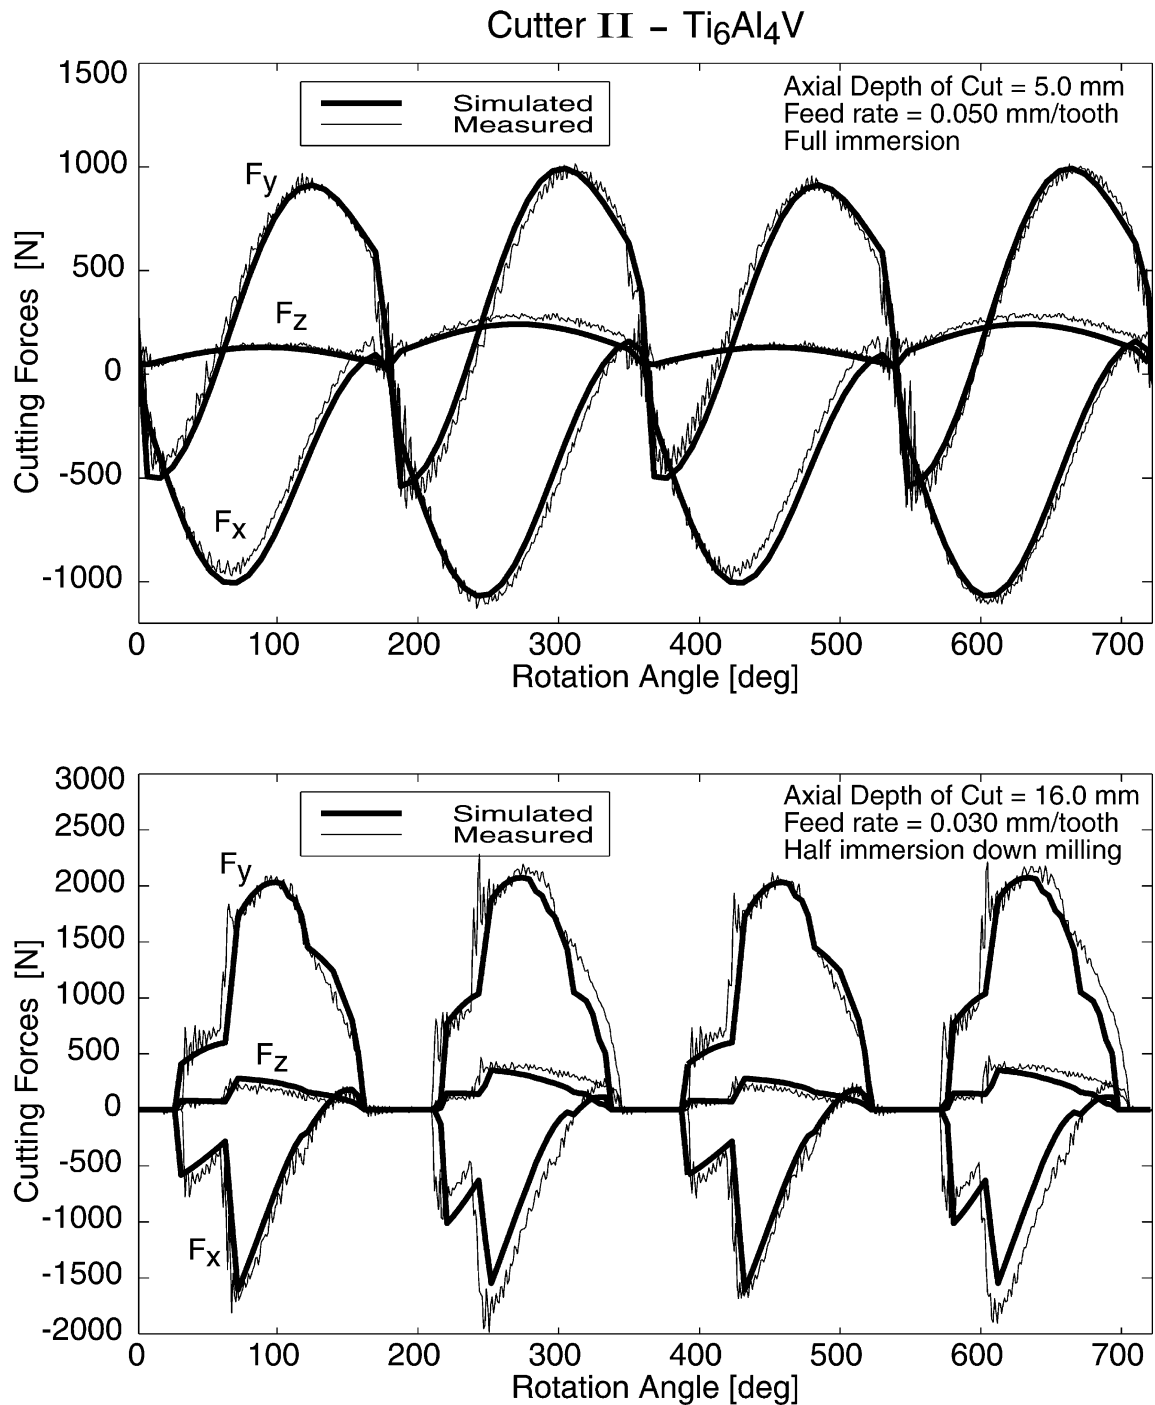 Cutter II – Ti6Al4V
1500
1000
500
0
-500
-1000
Cutting Forces [N]
Simulated
Measured
Axial Depth of Cut = 5.0 mm
Feed rate = 0.050 mm/tooth
Full immersion
Fy
Fz
Fx
0 100 200 300 400 500 600 700
Rotation Angle [deg]
3000
2500
2000
1500
1000
500
0
-500
-1000
-1500
-2000
Cutting Forces [N]
Simulated
Measured
Axial Depth of Cut = 16.0 mm
Feed rate = 0.030 mm/tooth
Half immersion down milling
Fy
Fz
Fx
0 100 200 300 400 500 600 700
Rotation Angle [deg]